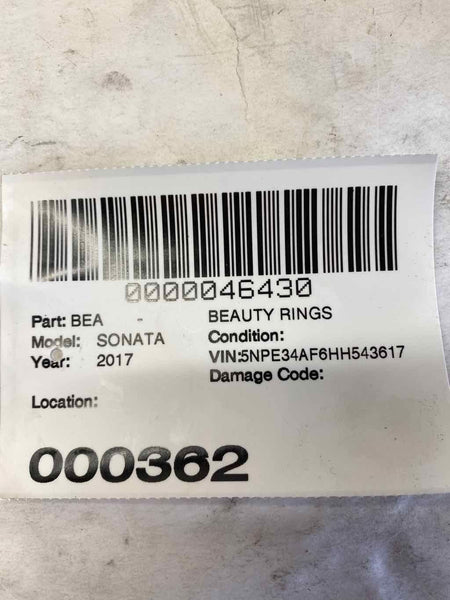 0000046430
Part: BEA - BEAUTY RINGS
Model: SONATA Condition:
Year: 2017 VIN:5NPE34AF6HH543617
Damage Code:
Location:
000362